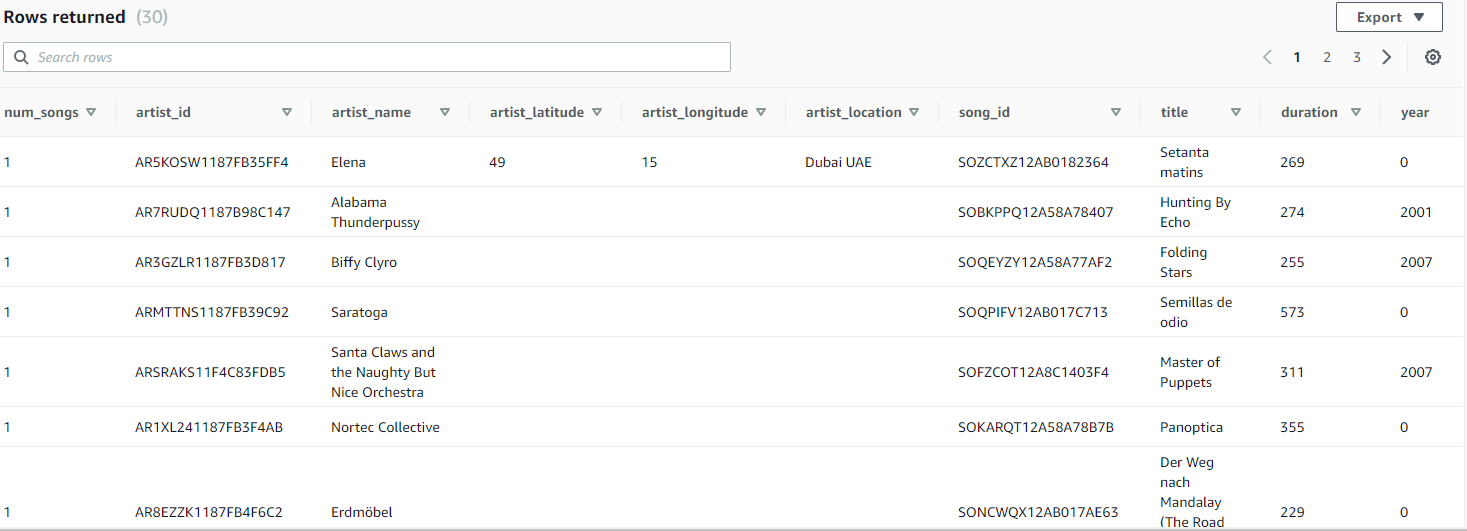 Rows returned (30)
Export
Search rows
1 2 3
num_songs artist_id artist_name artist_latitude artist_longitude artist_location song_id title duration year
1 AR5KOSW1187FB35FF4 Elena 49 15 Dubai UAE SOZCTXZ12AB0182364 Setanta matins 269 0
1 AR7RUDQ1187B98C147 Alabama Thunderpussy SOBKPPQ12A58A78407 Hunting By Echo 274 2001
1 AR3GZLR1187FB3D817 Biffy Clyro SOQEYZY12A58A77AF2 Folding Stars 255 2007
1 ARMTTNS1187FB39C92 Saratoga SOQPIFV12AB017C713 Semillas de odio 573 0
1 ARSRAKS11F4C83FDB5 Santa Claws and the Naughty But Nice Orchestra SOFZCOT12A8C1403F4 Master of Puppets 311 2007
1 AR1XL241187FB3F4AB Nortec Collective SOKARQT12A58A78B7B Panoptica 355 0
1 AR8EZZK1187FB4F6C2 Erdmöbel SONCWQX12AB017AE63 Der Weg nach Mandalay (The Road 229 0